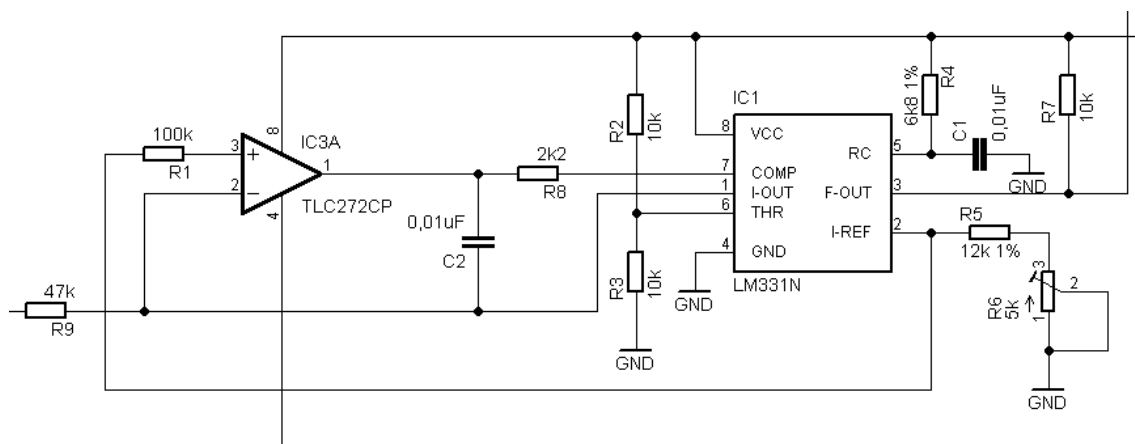 100k
R1
3
2
+
−
8
IC3A
1
TLC272CP
4
0,01uF
C2
47k
R9
2k2
R8
R2
10k
R3
10k
GND
IC1
8
VCC
7
COMP
1
I-OUT
6
THR
4
GND
GND
LM331N
RC
5
F-OUT
3
I-REF
2
6k8 1%
R4
C1
0,01uF
GND
R7
10k
R5
12k 1%
3
2
1
R6
5k
GND